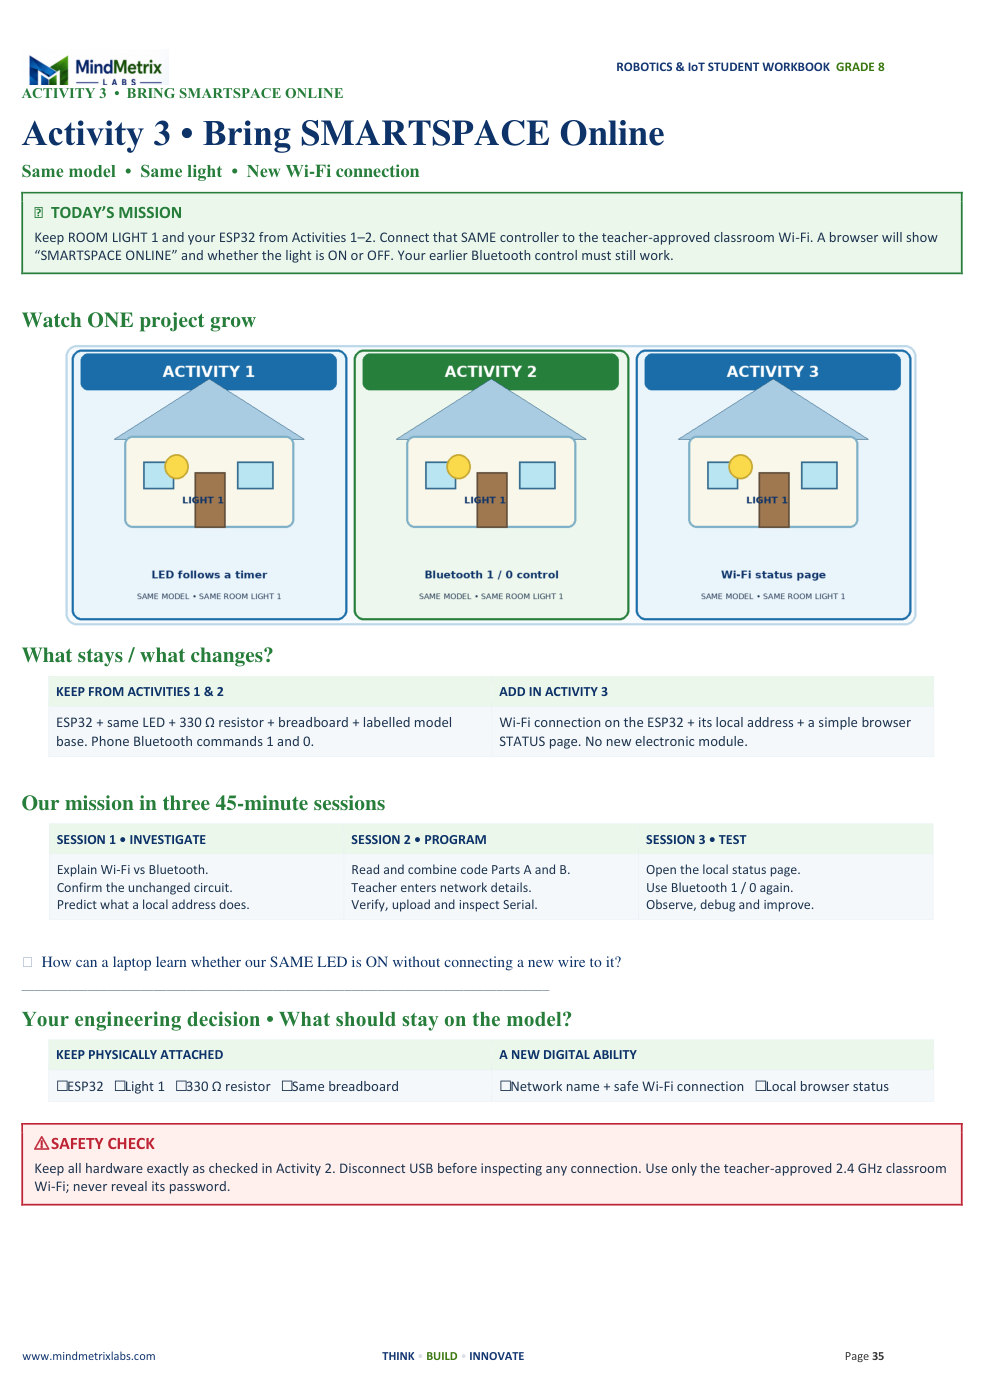 MindMetrix
LABS
ROBOTICS & IoT STUDENT WORKBOOK GRADE 8
ACTIVITY 3 • BRING SMARTSPACE ONLINE
Activity 3 • Bring SMARTSPACE Online
Same model • Same light • New Wi-Fi connection
TODAY’S MISSION
Keep ROOM LIGHT 1 and your ESP32 from Activities 1–2. Connect that SAME controller to the teacher-approved classroom Wi-Fi. A browser will show
“SMARTSPACE ONLINE” and whether the light is ON or OFF. Your earlier Bluetooth control must still work.
Watch ONE project grow
ACTIVITY 1
LIGHT 1
LED follows a timer
SAME MODEL • SAME ROOM LIGHT 1
ACTIVITY 2
LIGHT 1
Bluetooth 1 / 0 control
SAME MODEL • SAME ROOM LIGHT 1
ACTIVITY 3
LIGHT 1
Wi-Fi status page
SAME MODEL • SAME ROOM LIGHT 1
What stays / what changes?
KEEP FROM ACTIVITIES 1 & 2
ESP32 + same LED + 330 Ω resistor + breadboard + labelled model
base. Phone Bluetooth commands 1 and 0.
ADD IN ACTIVITY 3
Wi-Fi connection on the ESP32 + its local address + a simple browser
STATUS page. No new electronic module.
Our mission in three 45-minute sessions
SESSION 1 • INVESTIGATE
Explain Wi-Fi vs Bluetooth.
Confirm the unchanged circuit.
Predict what a local address does.
SESSION 2 • PROGRAM
Read and combine code Parts A and B.
Teacher enters network details.
Verify, upload and inspect Serial.
SESSION 3 • TEST
Open the local status page.
Use Bluetooth 1 / 0 again.
Observe, debug and improve.
How can a laptop learn whether our SAME LED is ON without connecting a new wire to it?
Your engineering decision • What should stay on the model?
KEEP PHYSICALLY ATTACHED
☐ESP32 ☐Light 1 ☐330 Ω resistor ☐Same breadboard
A NEW DIGITAL ABILITY
☐Network name + safe Wi-Fi connection ☐Local browser status
⚠SAFETY CHECK
Keep all hardware exactly as checked in Activity 2. Disconnect USB before inspecting any connection. Use only the teacher-approved 2.4 GHz classroom
Wi-Fi; never reveal its password.
www.mindmetrixlabs.com
THINK • BUILD • INNOVATE
Page 35